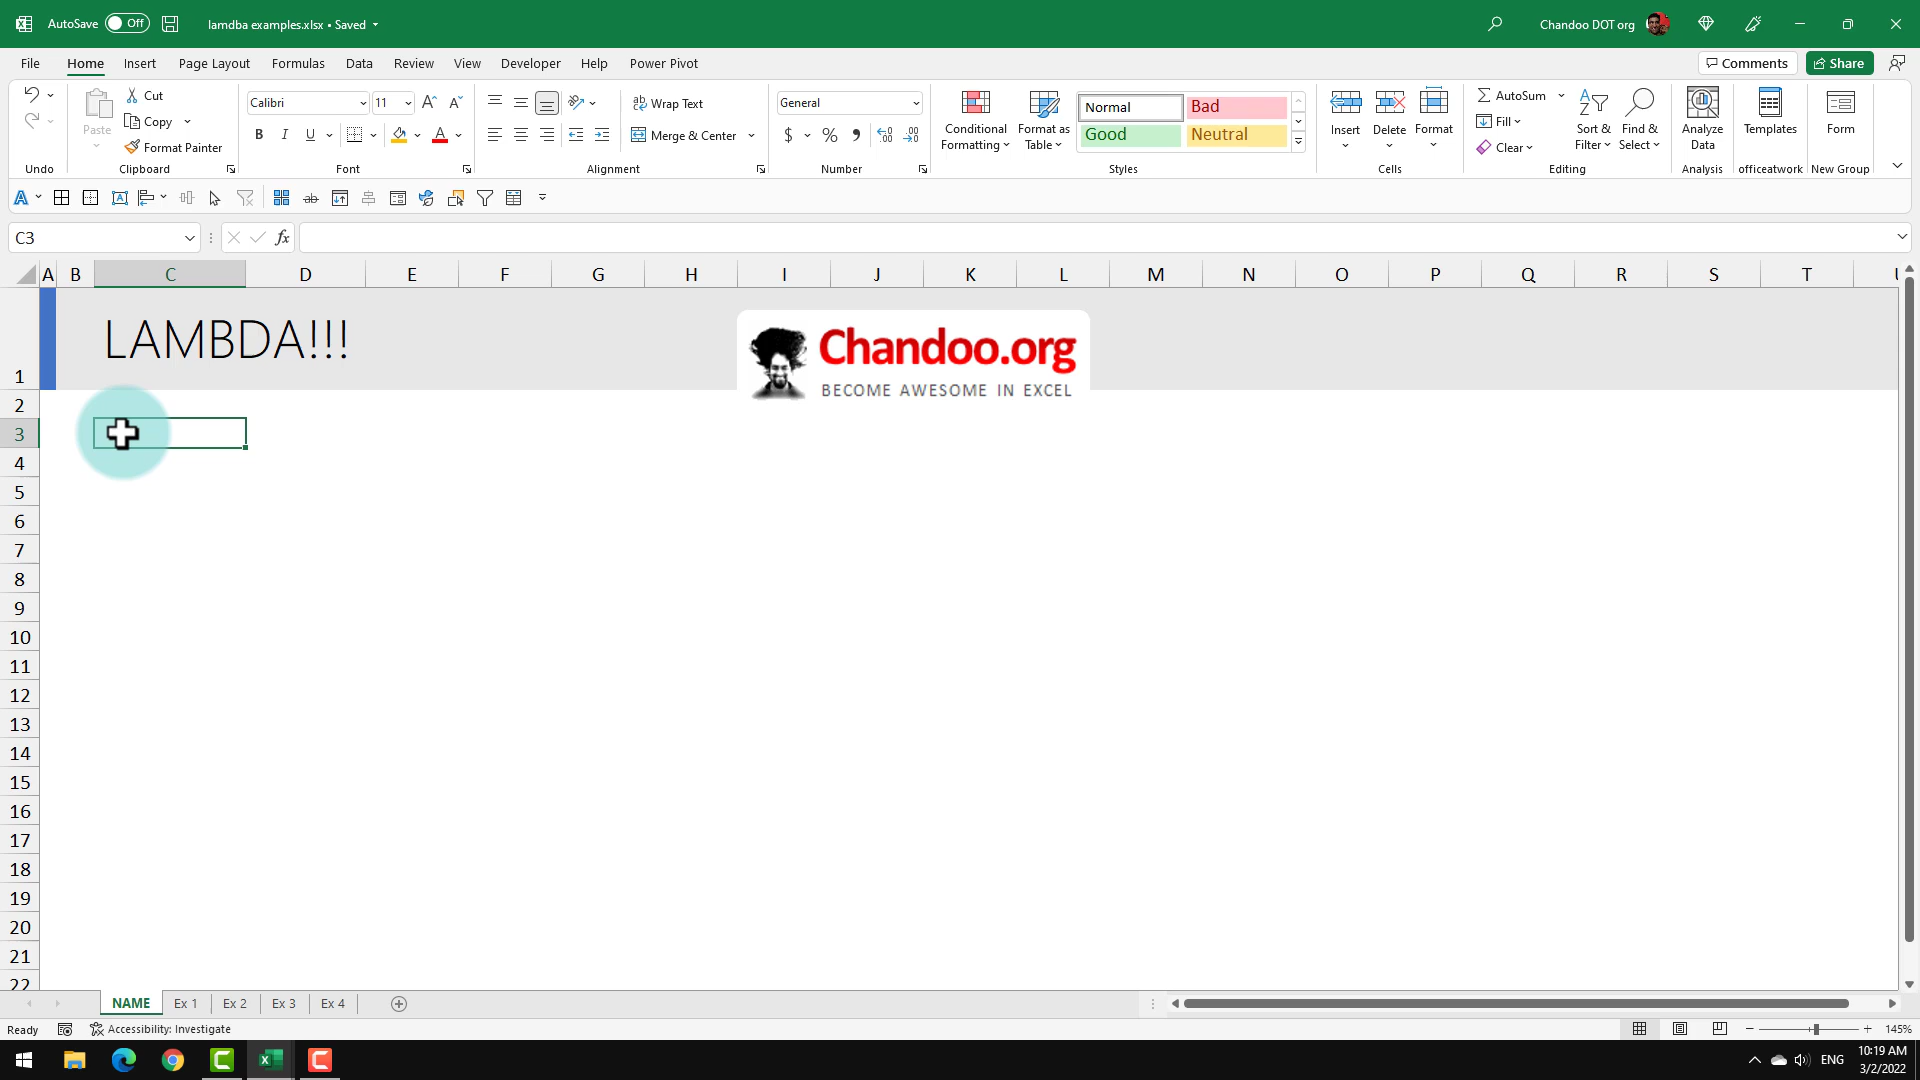 AutoSave Off lamdba examples.xlsx • Saved Chandoo DOT org
File Home Insert Page Layout Formulas Data Review View Developer Help Power Pivot Comments Share
Undo
Paste
Cut
Copy
Format Painter
Clipboard
Calibri 11
B I U A
Font
ab Wrap Text
Merge & Center
Alignment
General
$ % 9
Number
Conditional Formatting
Format as Table
Normal Bad
Good Neutral
Styles
Insert Delete Format
Cells
AutoSum
Fill
Clear
Sort & Filter
Find & Select
Editing
Analyze Data
Analysis
Templates
officeatwork
Form
New Group
C3 fx
A B C D E F G H I J K L M N O P Q R S T
LAMBDA!!!
Chandoo.org
BECOME AWESOME IN EXCEL
1
2
3
4
5
6
7
8
9
10
11
12
13
14
15
16
17
18
19
20
21
22
NAME Ex 1 Ex 2 Ex 3 Ex 4
Ready Accessibility: Investigate 145%
ENG 10:19 AM
3/2/2022